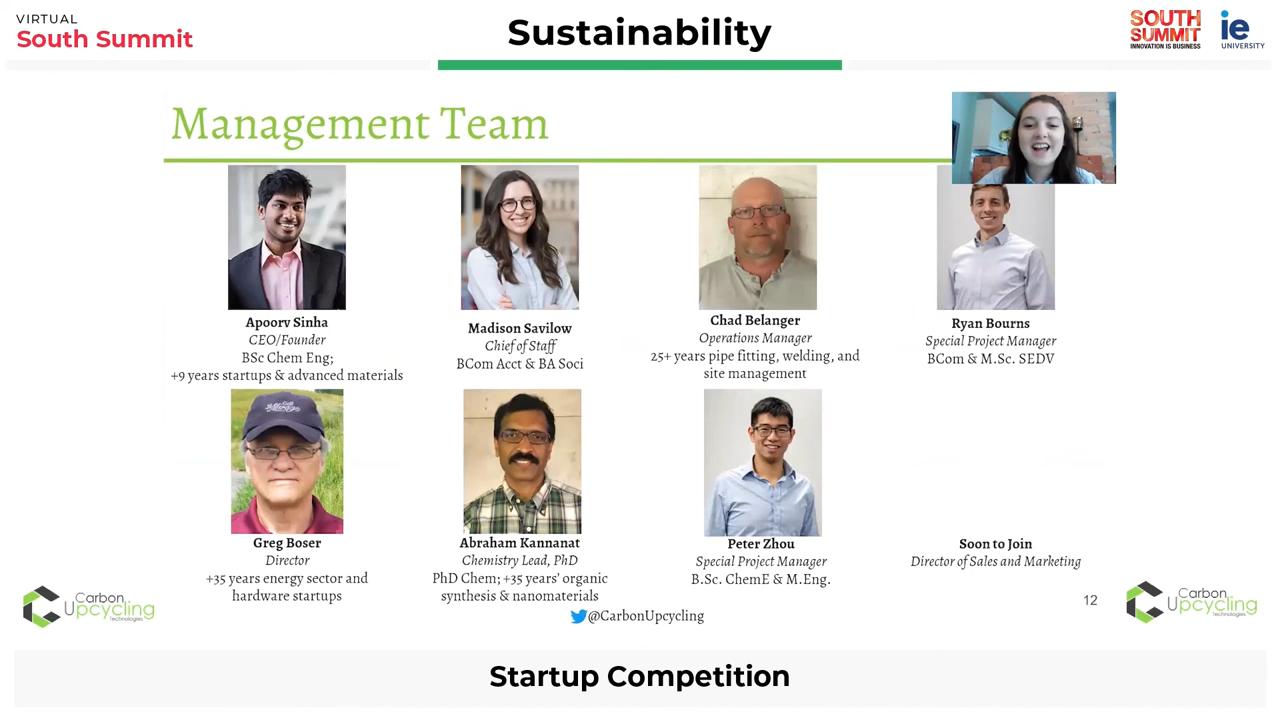 VIRTUAL
South Summit
Sustainability
SOUTH
SUMMIT
INNOVATION IS BUSINESS
ie
UNIVERSITY
Management Team
Apoorv Sinha
CEO/Founder
BSc Chem Eng;
+9 years startups & advanced materials
Madison Savilow
Chief of Staff
BCom Acct & BA Soci
Chad Belanger
Operations Manager
25+ years pipe fitting, welding, and
site management
Ryan Bourns
Special Project Manager
BCom & M.Sc. SEDV
Greg Boser
Director
+35 years energy sector and
hardware startups
Abraham Kannanat
Chemistry Lead, PhD
PhD Chem; +35 years' organic
synthesis & nanomaterials
Peter Zhou
Special Project Manager
B.Sc. ChemE & M.Eng.
Soon to Join
Director of Sales and Marketing
Carbon
Upcycling
Technologies
@CarbonUpcycling
12
Carbon
Upcycling
Technologies
Startup Competition